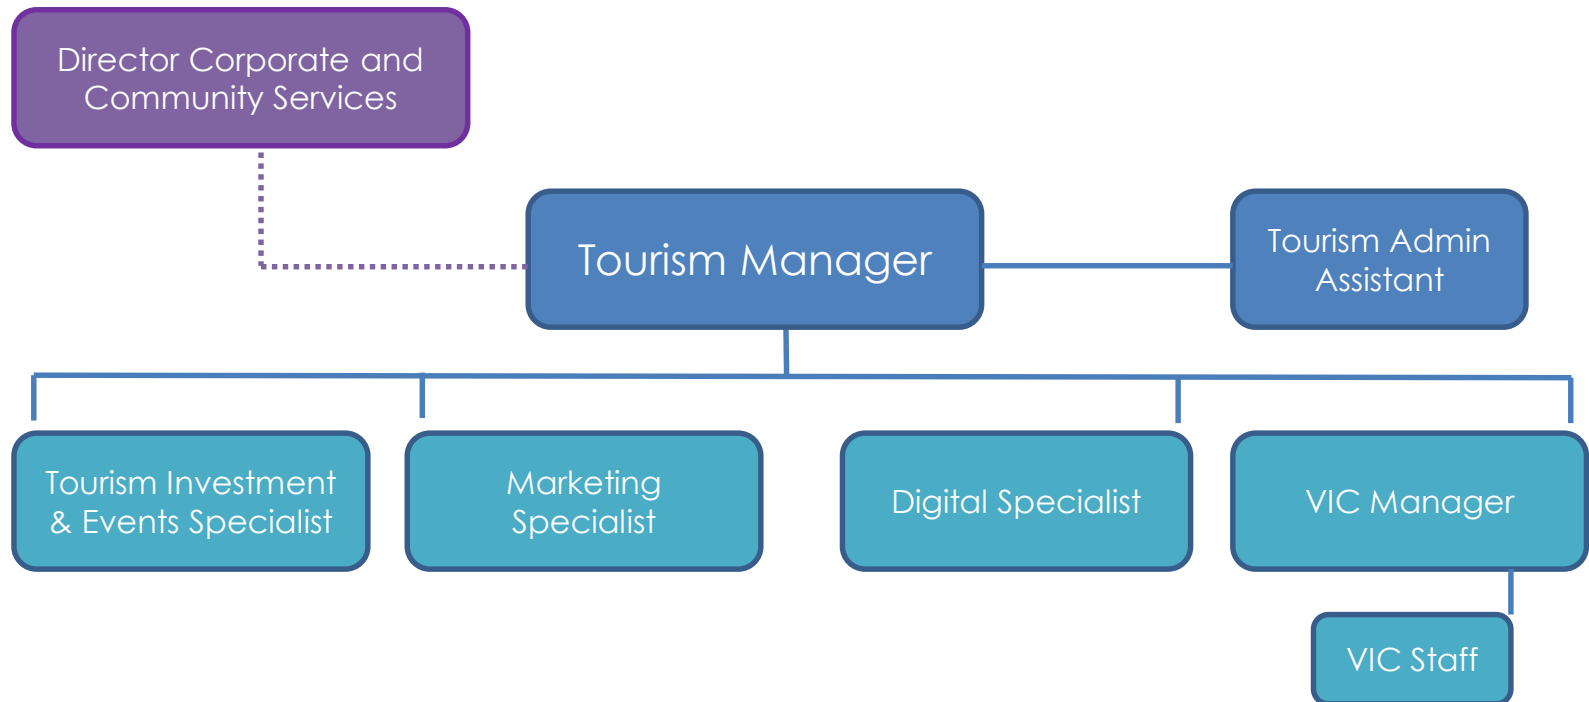 Director Corporate and
Community Services
Tourism Manager
Tourism Admin
Assistant
Tourism Investment
& Events Specialist
Marketing
Specialist
Digital Specialist
VIC Manager
VIC Staff